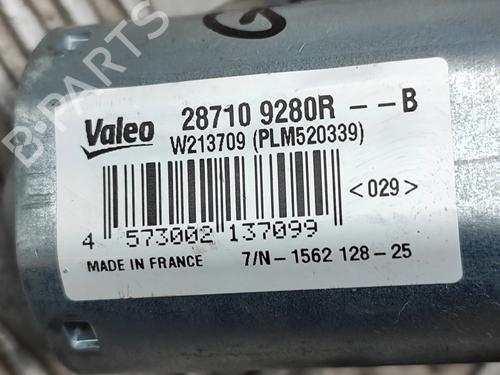 B-PARTS
G
Valeo 28710 9280R -- B
W213709 (PLM520339)
<029>
4 573002 137099
MADE IN FRANCE 7/N - 1562 128 - 25